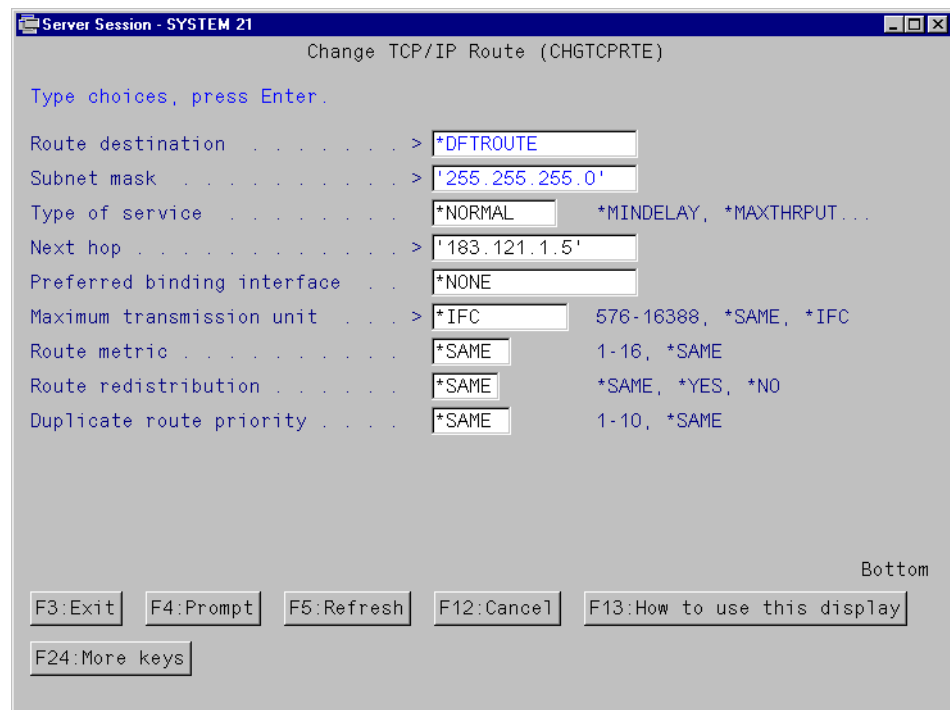 Server Session - SYSTEM 21
Change TCP/IP Route (CHGTCPRTE)
Type choices, press Enter.
Route destination . . . . . . . > *DFTROUTE
Subnet mask . . . . . . . . . . > '255.255.255.0'
Type of service . . . . . . . . *NORMAL *MINDELAY, *MAXTHRPUT...
Next hop . . . . . . . . . . . . > '183.121.1.5'
Preferred binding interface . . *NONE
Maximum transmission unit . . . > *IFC 576-16388, *SAME, *IFC
Route metric . . . . . . . . . . *SAME 1-16, *SAME
Route redistribution . . . . . . *SAME *SAME, *YES, *NO
Duplicate route priority . . . . *SAME 1-10, *SAME
Bottom
F3:Exit F4:Prompt F5:Refresh F12:Cancel F13:How to use this display
F24:More keys